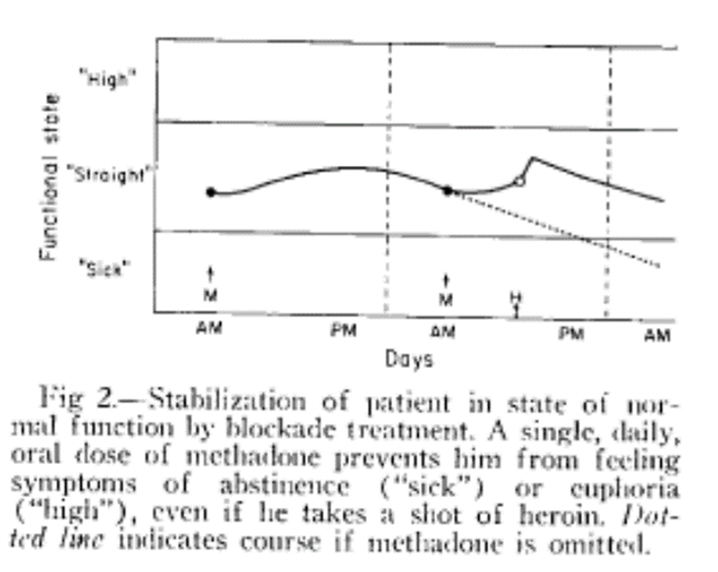 "High"
"Straight"
"Sick"
Functional state
M
M
H
AM
PM
AM
PM
AM
Days
Fig 2.—Stabilization of patient in state of nor-
mal function by blockade treatment. A single, daily,
oral dose of methadone prevents him from feeling
symptoms of abstinence ("sick") or euphoria
("high"), even if he takes a shot of heroin. Dot-
ted line indicates course if methadone is omitted.